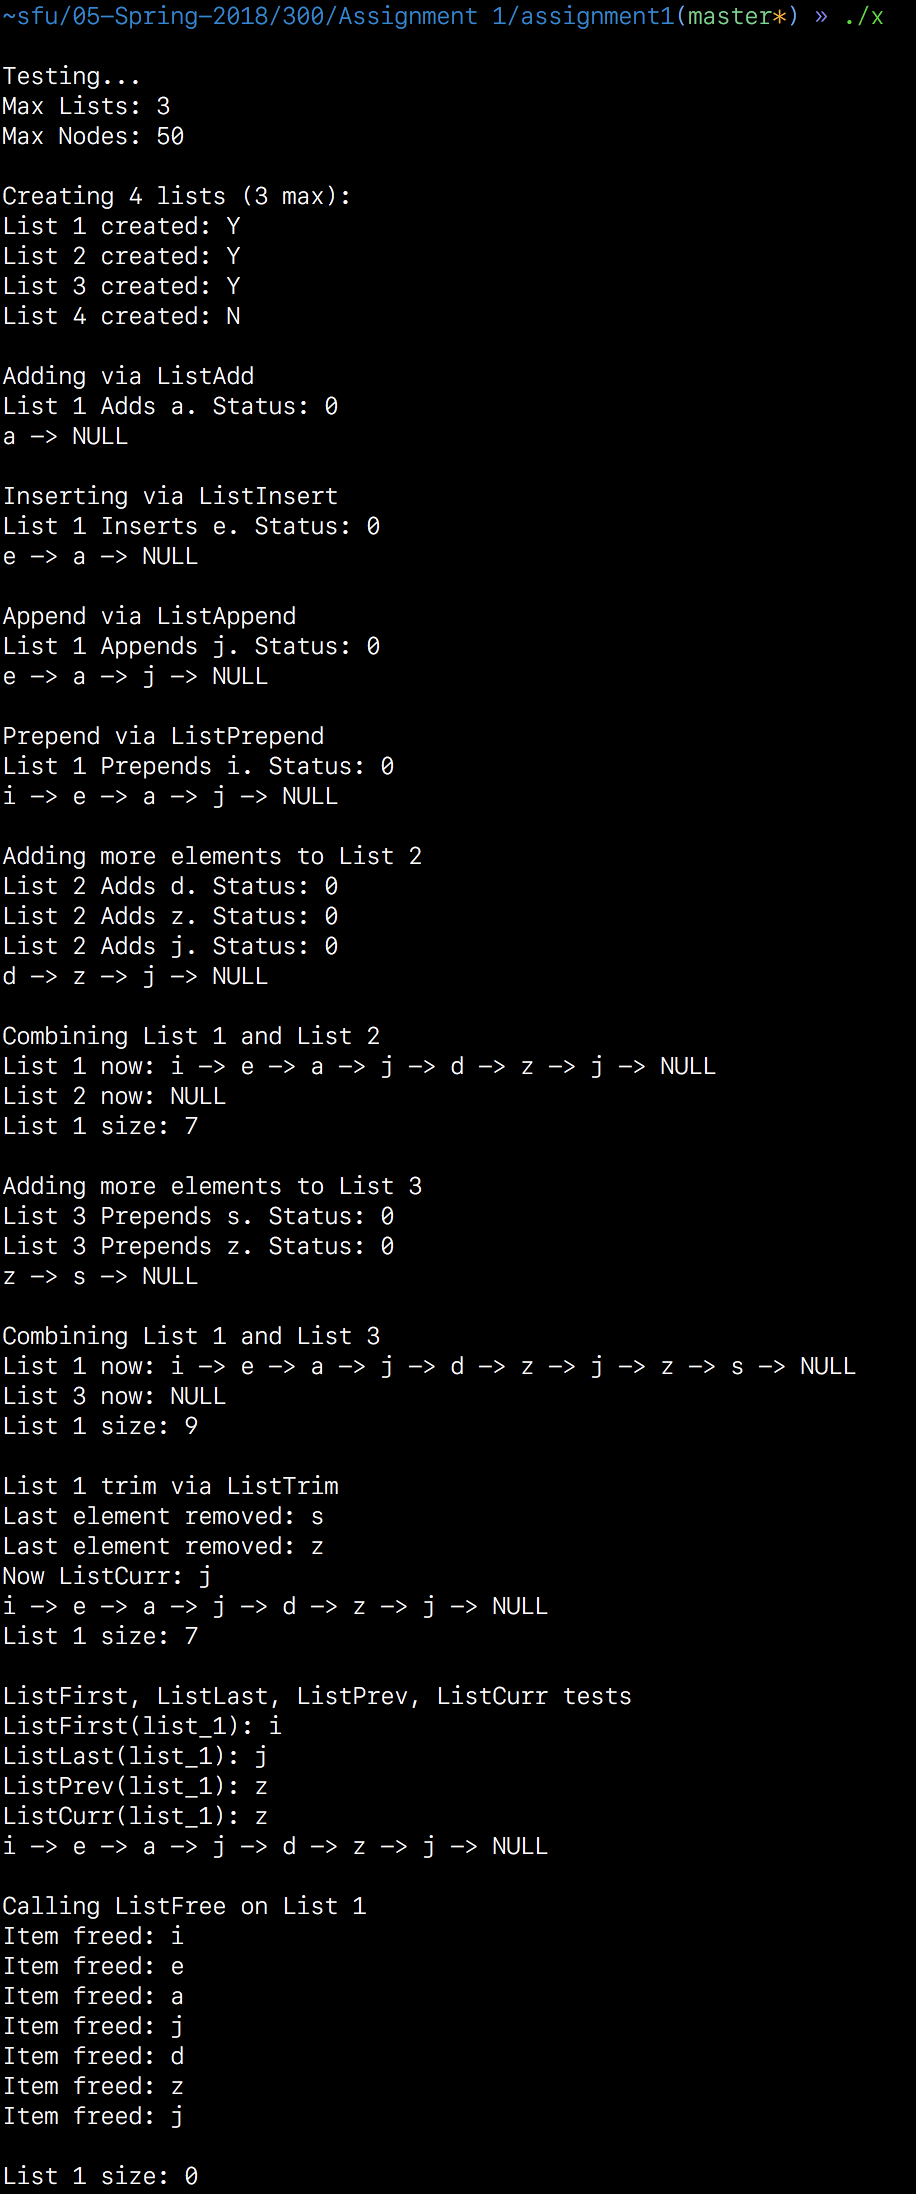 ~sfu/05-Spring-2018/300/Assignment 1/assignment1(master*) » ./x
Testing...
Max Lists: 3
Max Nodes: 50
Creating 4 lists (3 max):
List 1 created: Y
List 2 created: Y
List 3 created: Y
List 4 created: N
Adding via ListAdd
List 1 Adds a. Status: 0
a -> NULL
Inserting via ListInsert
List 1 Inserts e. Status: 0
e -> a -> NULL
Append via ListAppend
List 1 Appends j. Status: 0
e -> a -> j -> NULL
Prepend via ListPrepend
List 1 Prepends i. Status: 0
i -> e -> a -> j -> NULL
Adding more elements to List 2
List 2 Adds d. Status: 0
List 2 Adds z. Status: 0
List 2 Adds j. Status: 0
d -> z -> j -> NULL
Combining List 1 and List 2
List 1 now: i -> e -> a -> j -> d -> z -> j -> NULL
List 2 now: NULL
List 1 size: 7
Adding more elements to List 3
List 3 Prepends s. Status: 0
List 3 Prepends z. Status: 0
z -> s -> NULL
Combining List 1 and List 3
List 1 now: i -> e -> a -> j -> d -> z -> j -> z -> s -> NULL
List 3 now: NULL
List 1 size: 9
List 1 trim via ListTrim
Last element removed: s
Last element removed: z
Now ListCurr: j
i -> e -> a -> j -> d -> z -> j -> NULL
List 1 size: 7
ListFirst, ListLast, ListPrev, ListCurr tests
ListFirst(list_1): i
ListLast(list_1): j
ListPrev(list_1): z
ListCurr(list_1): z
i -> e -> a -> j -> d -> z -> j -> NULL
Calling ListFree on List 1
Item freed: i
Item freed: e
Item freed: a
Item freed: j
Item freed: d
Item freed: z
Item freed: j
List 1 size: 0